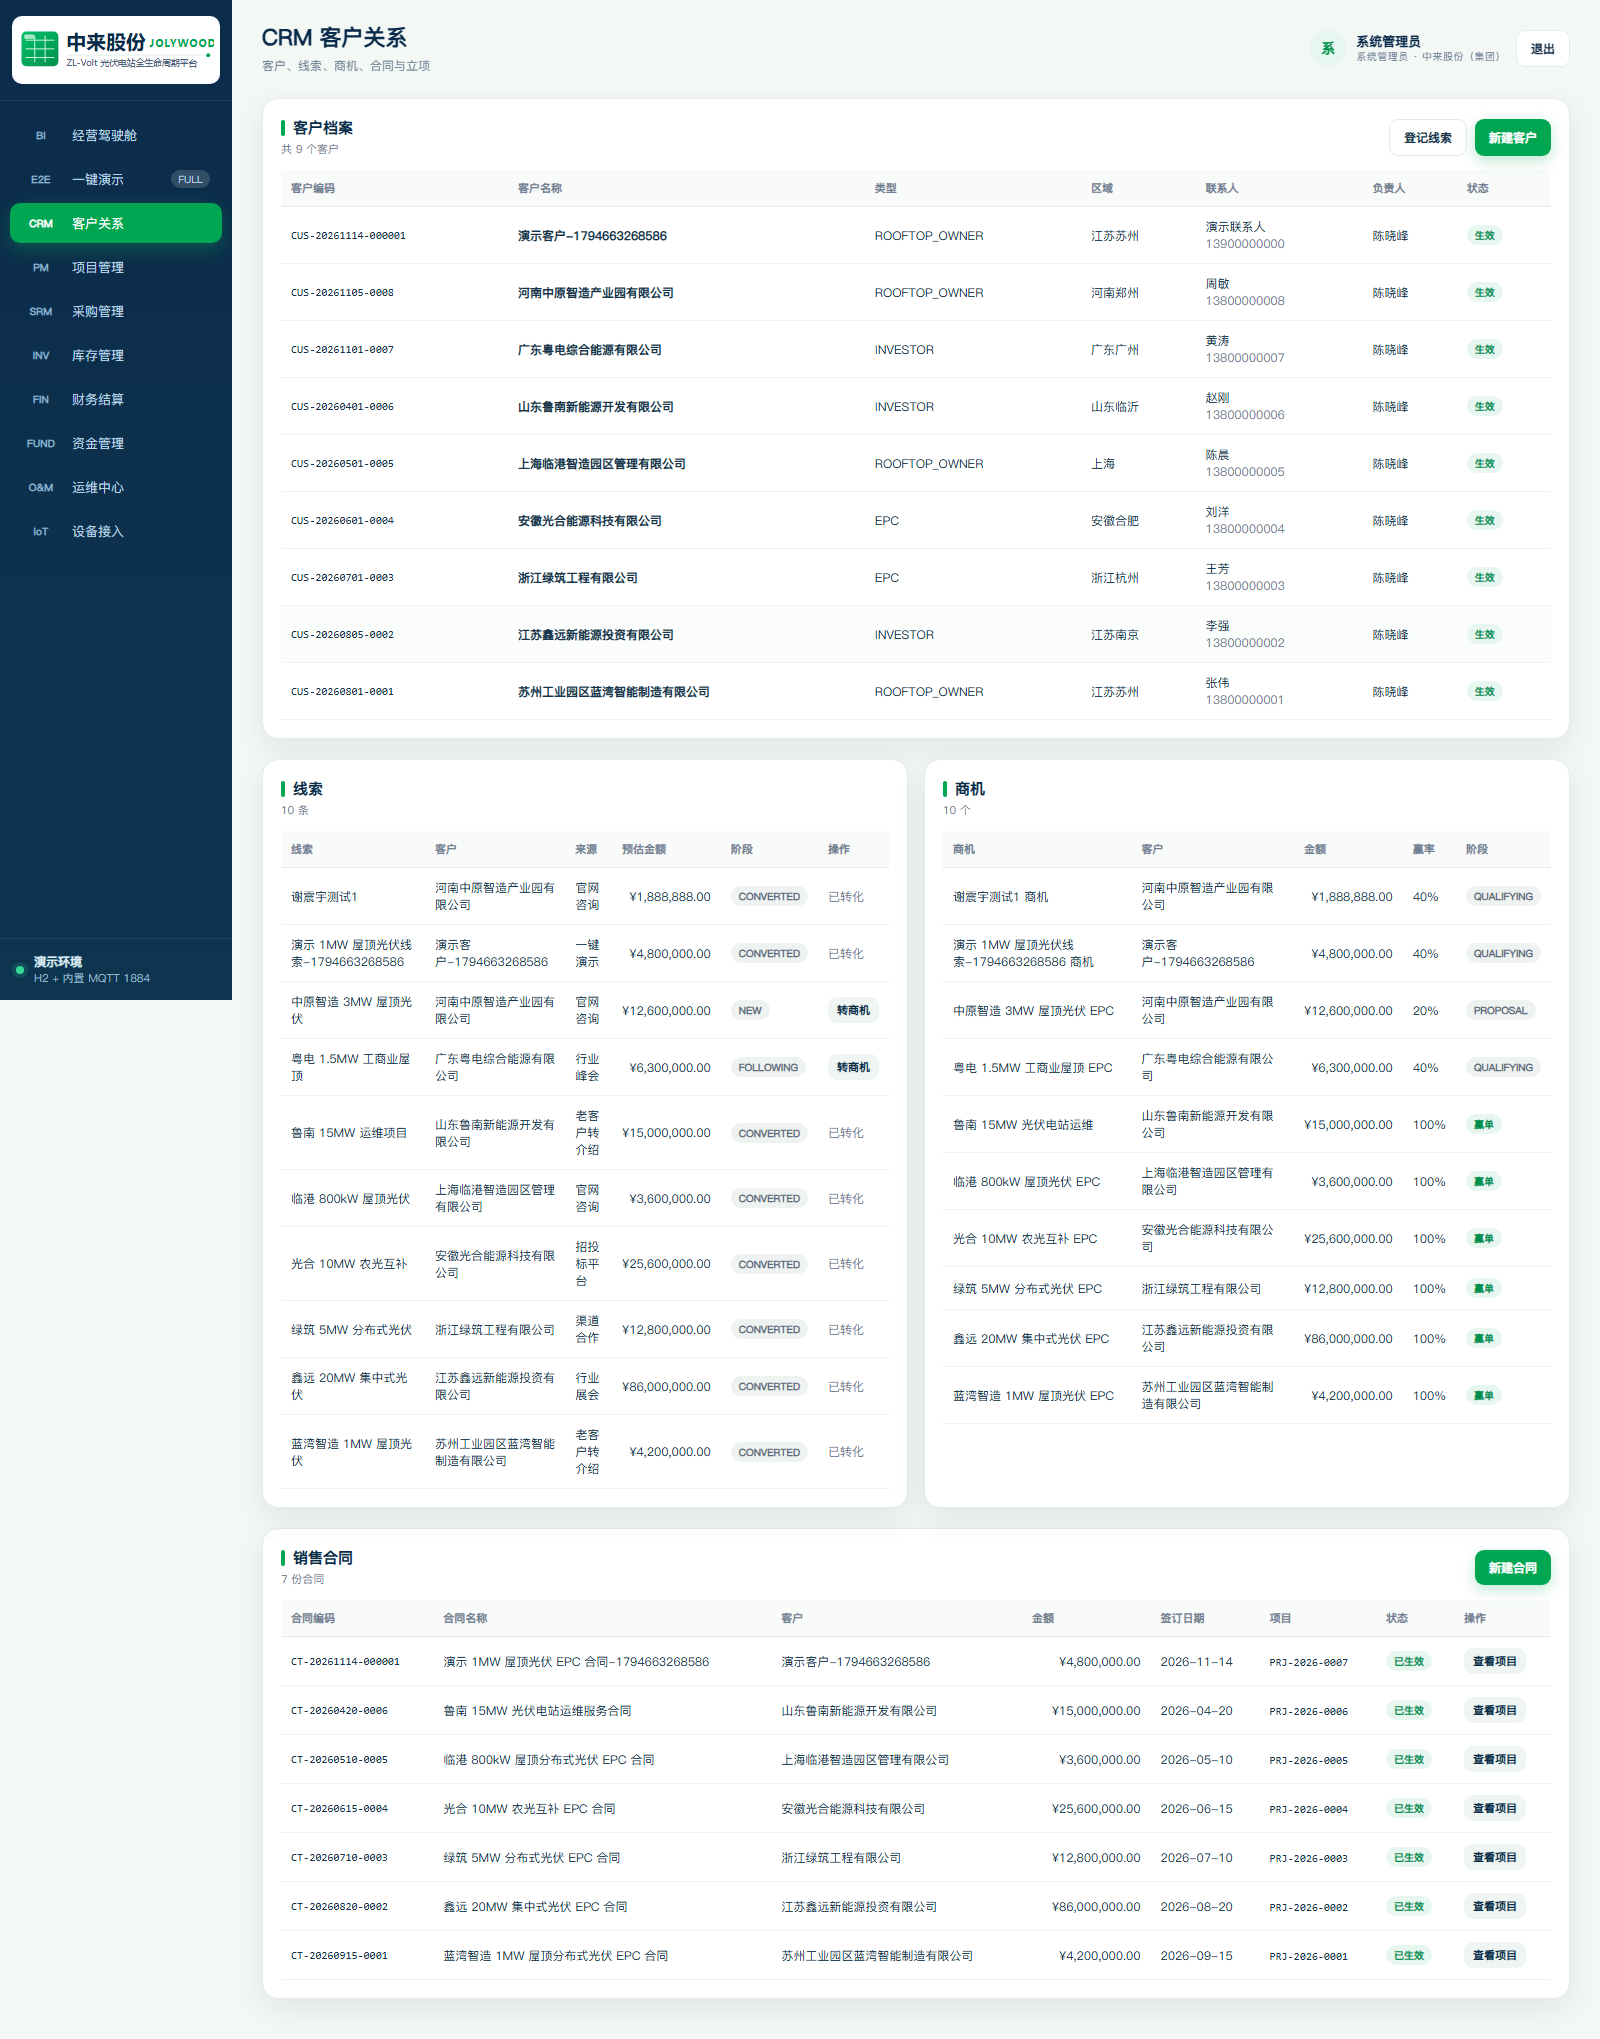 中来股份 JOLYWOOD
ZL-Volt 光伏电站全生命周期平台
BI 经营驾驶舱
E2E 一键演示 FULL
CRM 客户关系
PM 项目管理
SRM 采购管理
INV 库存管理
FIN 财务结算
FUND 资金管理
O&M 运维中心
IoT 设备接入
演示环境
H2 + 内置 MQTT 1884
CRM 客户关系
客户、线索、商机、合同与立项
系 系统管理员
系统管理员 · 中来股份（集团）
退出
客户档案
共 9 个客户
登记线索 新建客户
客户编码 客户名称 类型 区域 联系人 负责人 状态
CUS-20261114-000001 演示客户-1794663268586 ROOFTOP_OWNER 江苏苏州 演示联系人 13900000000 陈晓峰 生效
CUS-20261105-0008 河南中原智造产业园有限公司 ROOFTOP_OWNER 河南郑州 周敏 13800000008 陈晓峰 生效
CUS-20261101-0007 广东粤电综合能源有限公司 INVESTOR 广东广州 黄涛 13800000007 陈晓峰 生效
CUS-20260401-0006 山东鲁南新能源开发有限公司 INVESTOR 山东临沂 赵刚 13800000006 陈晓峰 生效
CUS-20260501-0005 上海临港智造园区管理有限公司 ROOFTOP_OWNER 上海 陈晨 13800000005 陈晓峰 生效
CUS-20260601-0004 安徽光合能源科技有限公司 EPC 安徽合肥 刘洋 13800000004 陈晓峰 生效
CUS-20260701-0003 浙江绿筑工程有限公司 EPC 浙江杭州 王芳 13800000003 陈晓峰 生效
CUS-20260805-0002 江苏鑫远新能源投资有限公司 INVESTOR 江苏南京 李强 13800000002 陈晓峰 生效
CUS-20260801-0001 苏州工业园区蓝湾智能制造有限公司 ROOFTOP_OWNER 江苏苏州 张伟 13800000001 陈晓峰 生效
线索
10 条
线索 客户 来源 预估金额 阶段 操作
谢震宇测试1 河南中原智造产业园有限公司 官网咨询 ¥1,888,888.00 CONVERTED 已转化
演示 1MW 屋顶光伏线索-1794663268586 演示客户-1794663268586 一键演示 ¥4,800,000.00 CONVERTED 已转化
中原智造 3MW 屋顶光伏 河南中原智造产业园有限公司 官网咨询 ¥12,600,000.00 NEW 转商机
粤电 1.5MW 工商业屋顶 广东粤电综合能源有限公司 行业峰会 ¥6,300,000.00 FOLLOWING 转商机
鲁南 15MW 运维项目 山东鲁南新能源开发有限公司 老客户转介绍 ¥15,000,000.00 CONVERTED 已转化
临港 800kW 屋顶光伏 上海临港智造园区管理有限公司 官网咨询 ¥3,600,000.00 CONVERTED 已转化
光合 10MW 农光互补 安徽光合能源科技有限公司 招投标平台 ¥25,600,000.00 CONVERTED 已转化
绿筑 5MW 分布式光伏 浙江绿筑工程有限公司 渠道合作 ¥12,800,000.00 CONVERTED 已转化
鑫远 20MW 集中式光伏 江苏鑫远新能源投资有限公司 行业展会 ¥86,000,000.00 CONVERTED 已转化
蓝湾智造 1MW 屋顶光伏 苏州工业园区蓝湾智能制造有限公司 老客户转介绍 ¥4,200,000.00 CONVERTED 已转化
商机
10 个
商机 客户 金额 赢率 阶段
谢震宇测试1 商机 河南中原智造产业园有限公司 ¥1,888,888.00 40% QUALIFYING
演示 1MW 屋顶光伏线索-1794663268586 商机 演示客户-1794663268586 ¥4,800,000.00 40% QUALIFYING
中原智造 3MW 屋顶光伏 EPC 河南中原智造产业园有限公司 ¥12,600,000.00 20% PROPOSAL
粤电 1.5MW 工商业屋顶 EPC 广东粤电综合能源有限公司 ¥6,300,000.00 40% QUALIFYING
鲁南 15MW 光伏电站运维 山东鲁南新能源开发有限公司 ¥15,000,000.00 100% 赢单
临港 800kW 屋顶光伏 EPC 上海临港智造园区管理有限公司 ¥3,600,000.00 100% 赢单
光合 10MW 农光互补 EPC 安徽光合能源科技有限公司 ¥25,600,000.00 100% 赢单
绿筑 5MW 分布式光伏 EPC 浙江绿筑工程有限公司 ¥12,800,000.00 100% 赢单
鑫远 20MW 集中式光伏 EPC 江苏鑫远新能源投资有限公司 ¥86,000,000.00 100% 赢单
蓝湾智造 1MW 屋顶光伏 EPC 苏州工业园区蓝湾智能制造有限公司 ¥4,200,000.00 100% 赢单
销售合同
7 份合同
新建合同
合同编码 合同名称 客户 金额 签订日期 项目 状态 操作
CT-20261114-000001 演示 1MW 屋顶光伏 EPC 合同-1794663268586 演示客户-1794663268586 ¥4,800,000.00 2026-11-14 PRJ-2026-0007 已生效 查看项目
CT-20260420-0006 鲁南 15MW 光伏电站运维服务合同 山东鲁南新能源开发有限公司 ¥15,000,000.00 2026-04-20 PRJ-2026-0006 已生效 查看项目
CT-20260510-0005 临港 800kW 屋顶分布式光伏 EPC 合同 上海临港智造园区管理有限公司 ¥3,600,000.00 2026-05-10 PRJ-2026-0005 已生效 查看项目
CT-20260615-0004 光合 10MW 农光互补 EPC 合同 安徽光合能源科技有限公司 ¥25,600,000.00 2026-06-15 PRJ-2026-0004 已生效 查看项目
CT-20260710-0003 绿筑 5MW 分布式光伏 EPC 合同 浙江绿筑工程有限公司 ¥12,800,000.00 2026-07-10 PRJ-2026-0003 已生效 查看项目
CT-20260820-0002 鑫远 20MW 集中式光伏 EPC 合同 江苏鑫远新能源投资有限公司 ¥86,000,000.00 2026-08-20 PRJ-2026-0002 已生效 查看项目
CT-20260915-0001 蓝湾智造 1MW 屋顶分布式光伏 EPC 合同 苏州工业园区蓝湾智能制造有限公司 ¥4,200,000.00 2026-09-15 PRJ-2026-0001 已生效 查看项目